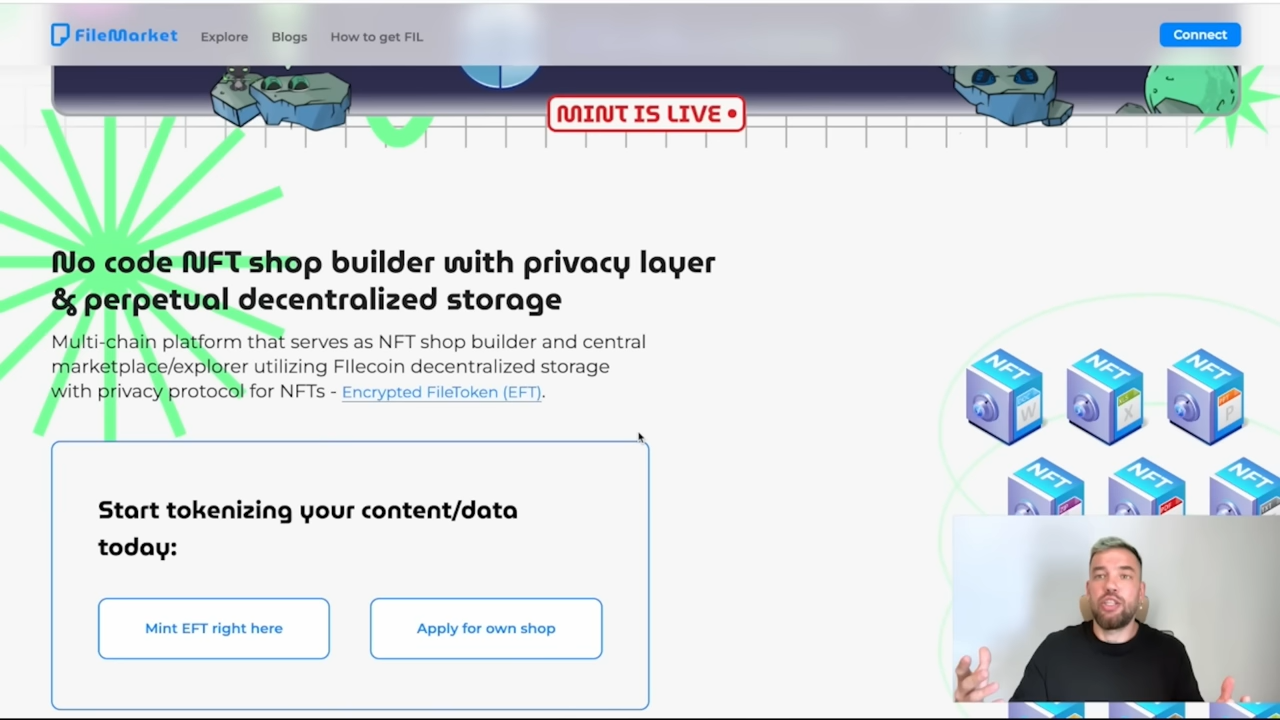 FileMarket
Explore
Blogs
How to get FIL
Connect
MINT IS LIVE
No code NFT shop builder with privacy layer
& perpetual decentralized storage
Multi-chain platform that serves as NFT shop builder and central
marketplace/explorer utilizing FIlecoin decentralized storage
with privacy protocol for NFTs - Encrypted FileToken (EFT).
Start tokenizing your content/data
today:
Mint EFT right here
Apply for own shop
NFT
NFT
NFT
W
X
P
NFT
NFT
NFT